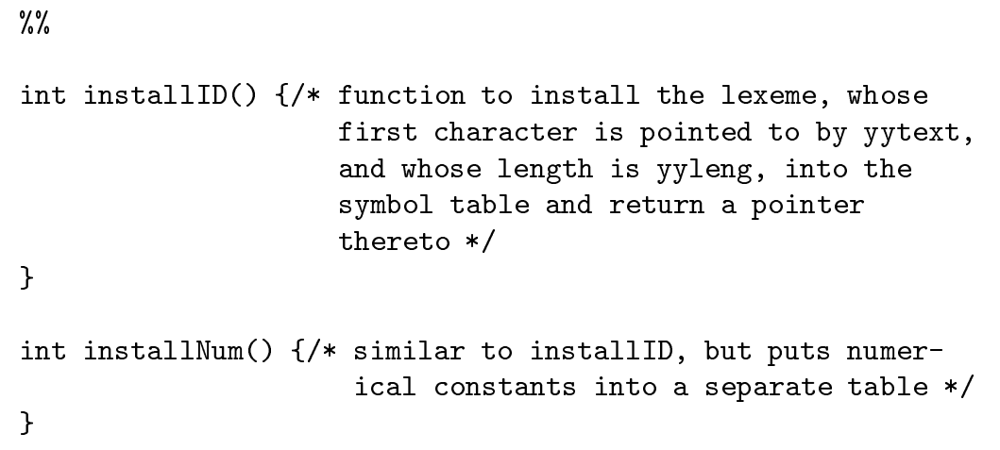 %%
int installID() {/* function to install the lexeme, whose
first character is pointed to by yytext,
and whose length is yyleng, into the
symbol table and return a pointer
thereto */
}
int installNum() {/* similar to installID, but puts numer-
ical constants into a separate table */
}